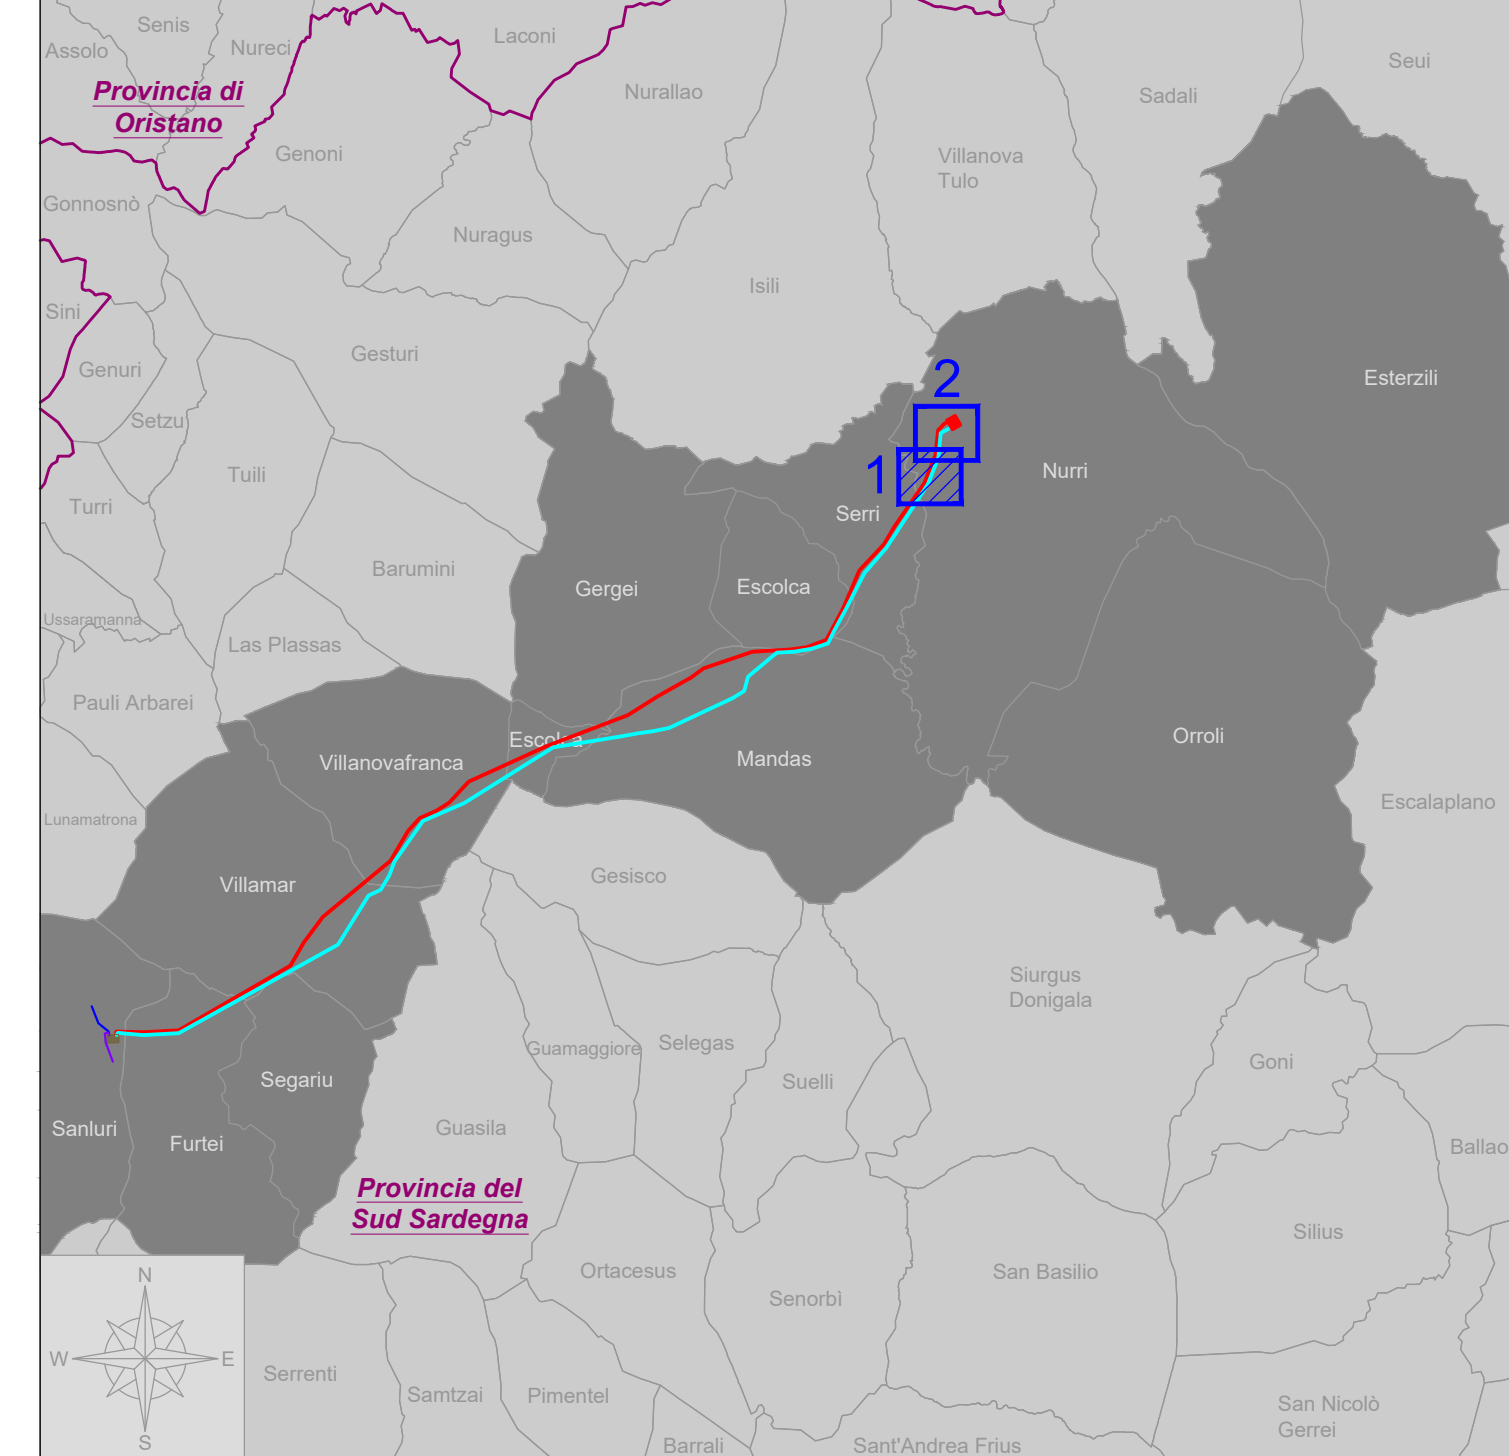 Senis
Assolo
Nureci
Laconi
Seui
Provincia di
Oristano
Nurallao
Sadali
Genoni
Villanova
Tulo
Gonnosnò
Nuragus
Isili
Sini
Gesturi
Genuri
Setzu
2
Esterzili
Tuili
1
Nurri
Turri
Serri
Barumini
Gergei
Escolca
Ussaramanna
Las Plassas
Pauli Arbarei
Escolca
Orroli
Villanovafranca
Mandas
Lunamatrona
Escalaplano
Villamar
Gesisco
Siurgus
Donigala
Guamaggiore
Selegas
Goni
Segariu
Suelli
Sanluri
Furtei
Guasila
Ballao
Provincia del
Sud Sardegna
Silius
Ortacesus
San Basilio
Senorbì
N
W
E
S
Serrenti
Samtzai
Pimentel
San Nicolò
Gerrei
Barrali
Sant'Andrea Frius